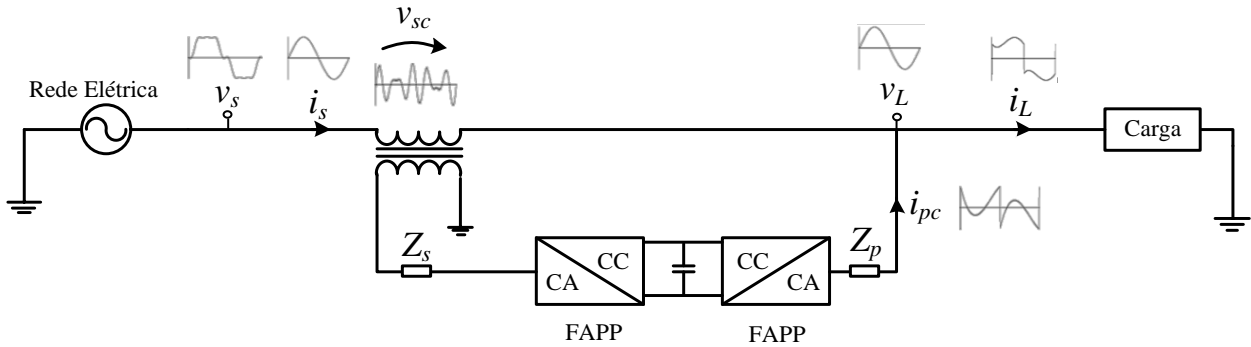 v_sc
Rede Elétrica
v_s
i_s
v_L
i_L
Carga
i_pc
Z_s
CC
CA
CC
CA
Z_p
FAPP
FAPP